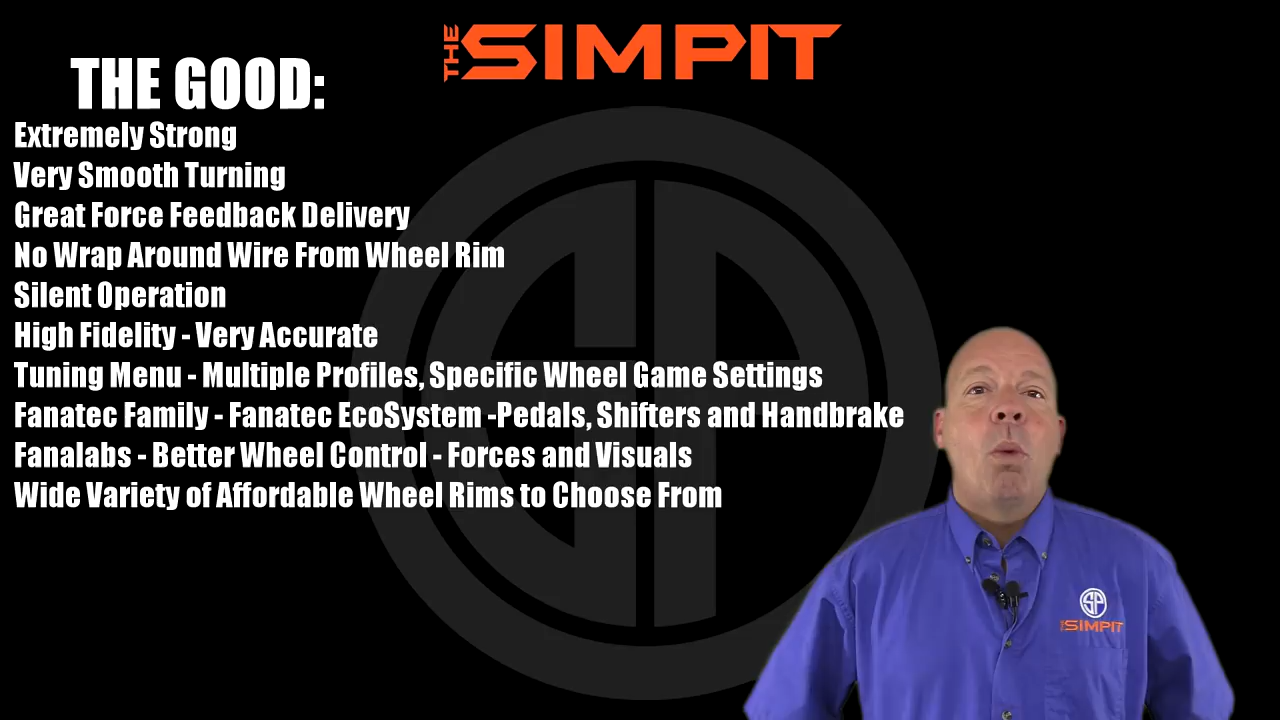 THE SIMPIT
THE GOOD:
Extremely Strong
Very Smooth Turning
Great Force Feedback Delivery
No Wrap Around Wire From Wheel Rim
Silent Operation
High Fidelity - Very Accurate
Tuning Menu - Multiple Profiles, Specific Wheel Game Settings
Fanatec Family - Fanatec EcoSystem -Pedals, Shifters and Handbrake
Fanalabs - Better Wheel Control - Forces and Visuals
Wide Variety of Affordable Wheel Rims to Choose From
SP
THE SIMPIT